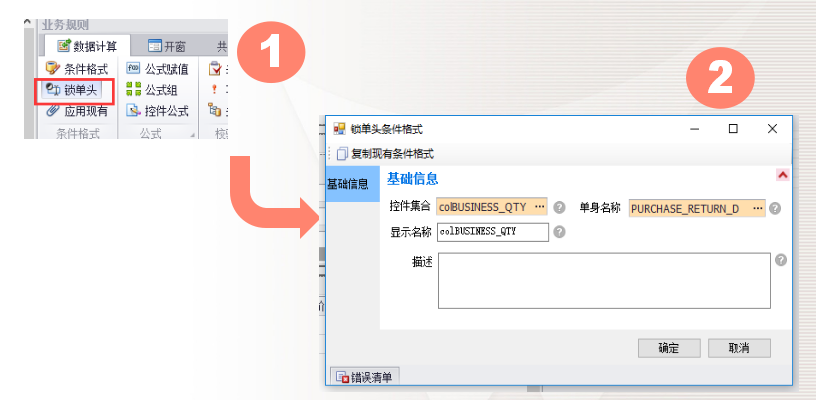 业务规则
数据计算 开窗 共
条件格式 公式赋值
锁单头 公式组
应用现有 控件公式
条件格式 公式 校
1
2
锁单头条件格式
复制现有条件格式
基础信息
基础信息
控件集合 colBUSINESS_QTY ... 单身名称 PURCHASE_RETURN_D ...
显示名称 colBUSINESS_QTY
描述
确定 取消
错误清单